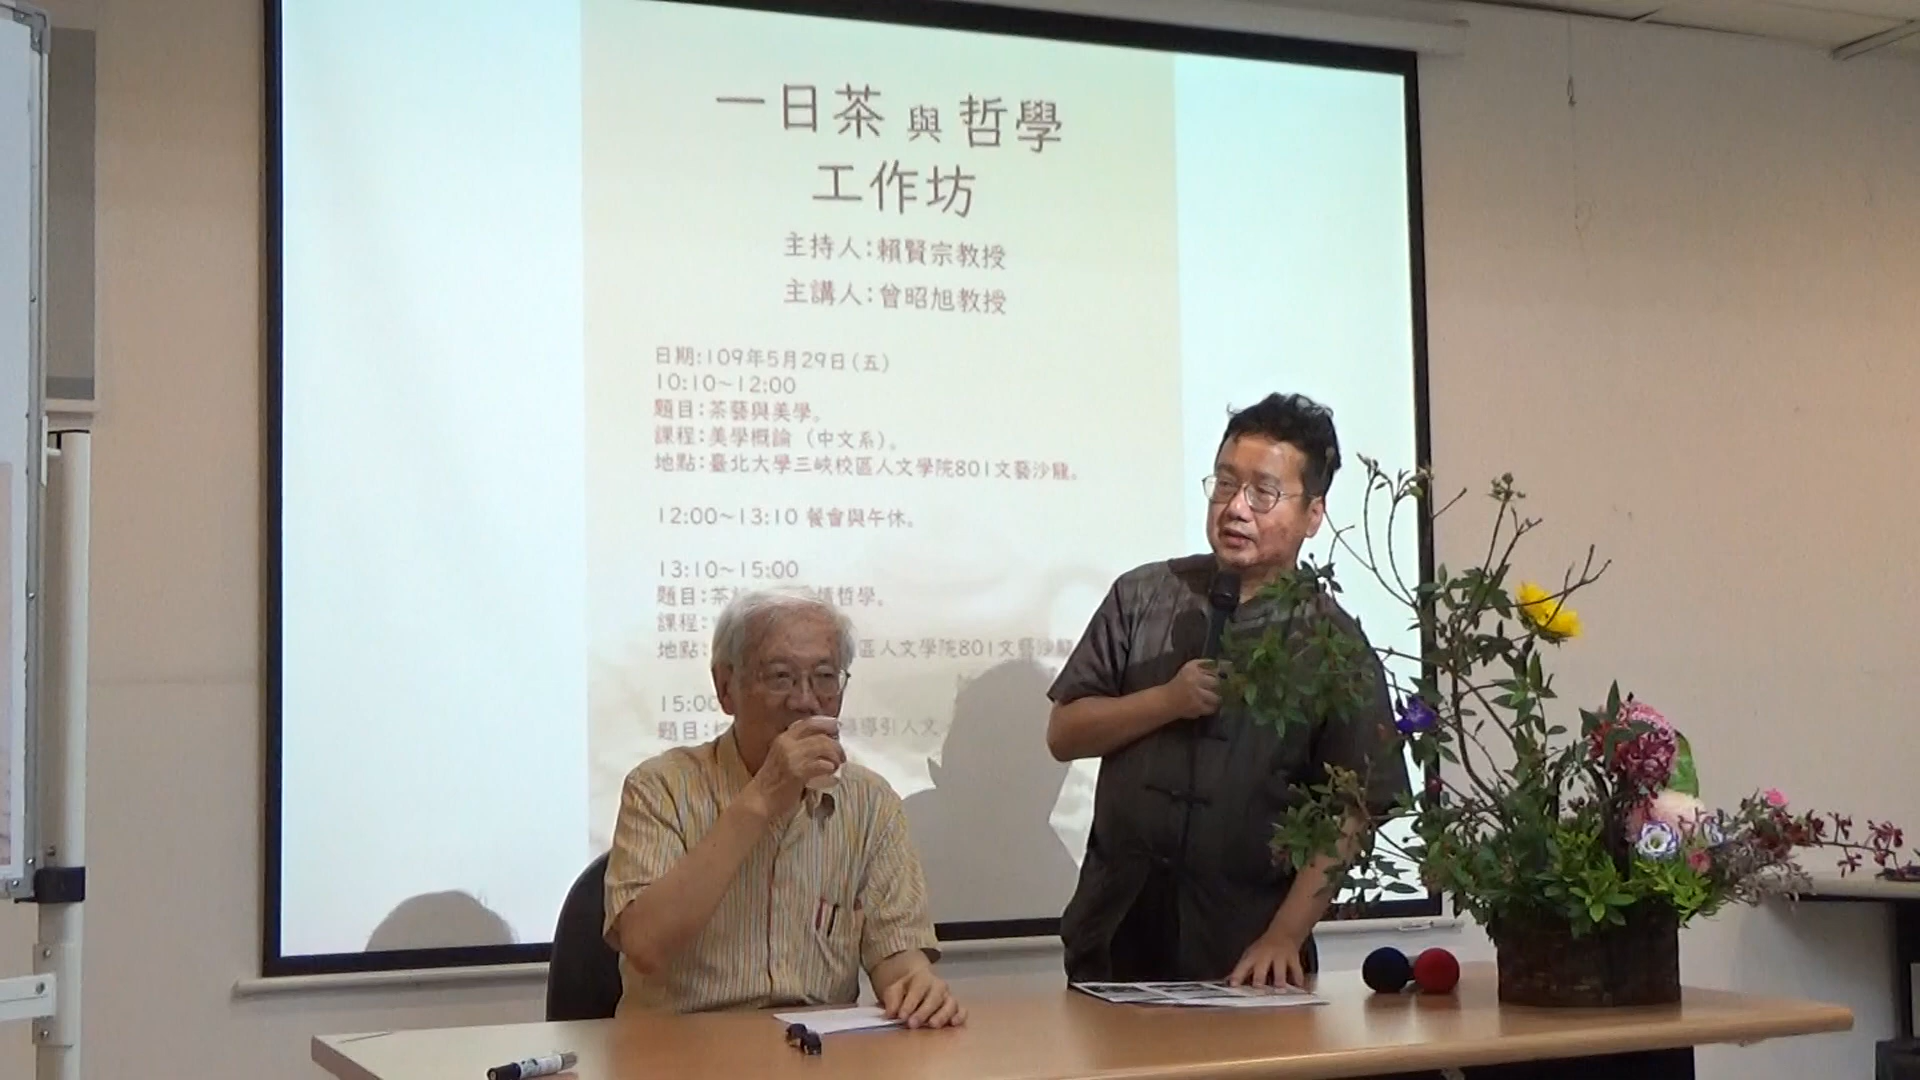 一日茶與哲學
工作坊
主持人:賴賢宗教授
主講人:曾昭旭教授
日期:109年5月29日(五)
10:10~12:00
題目:茶藝與美學。
課程:美學概論（中文系）。
地點:臺北大學三峽校區人文學院801文藝沙龍。
12:00~13:10 餐會與午休。
13:10~15:00
題目:茶 情哲學。
課程:
地點: 區人文學院801文藝沙龍
15:00
題目: 導引人文